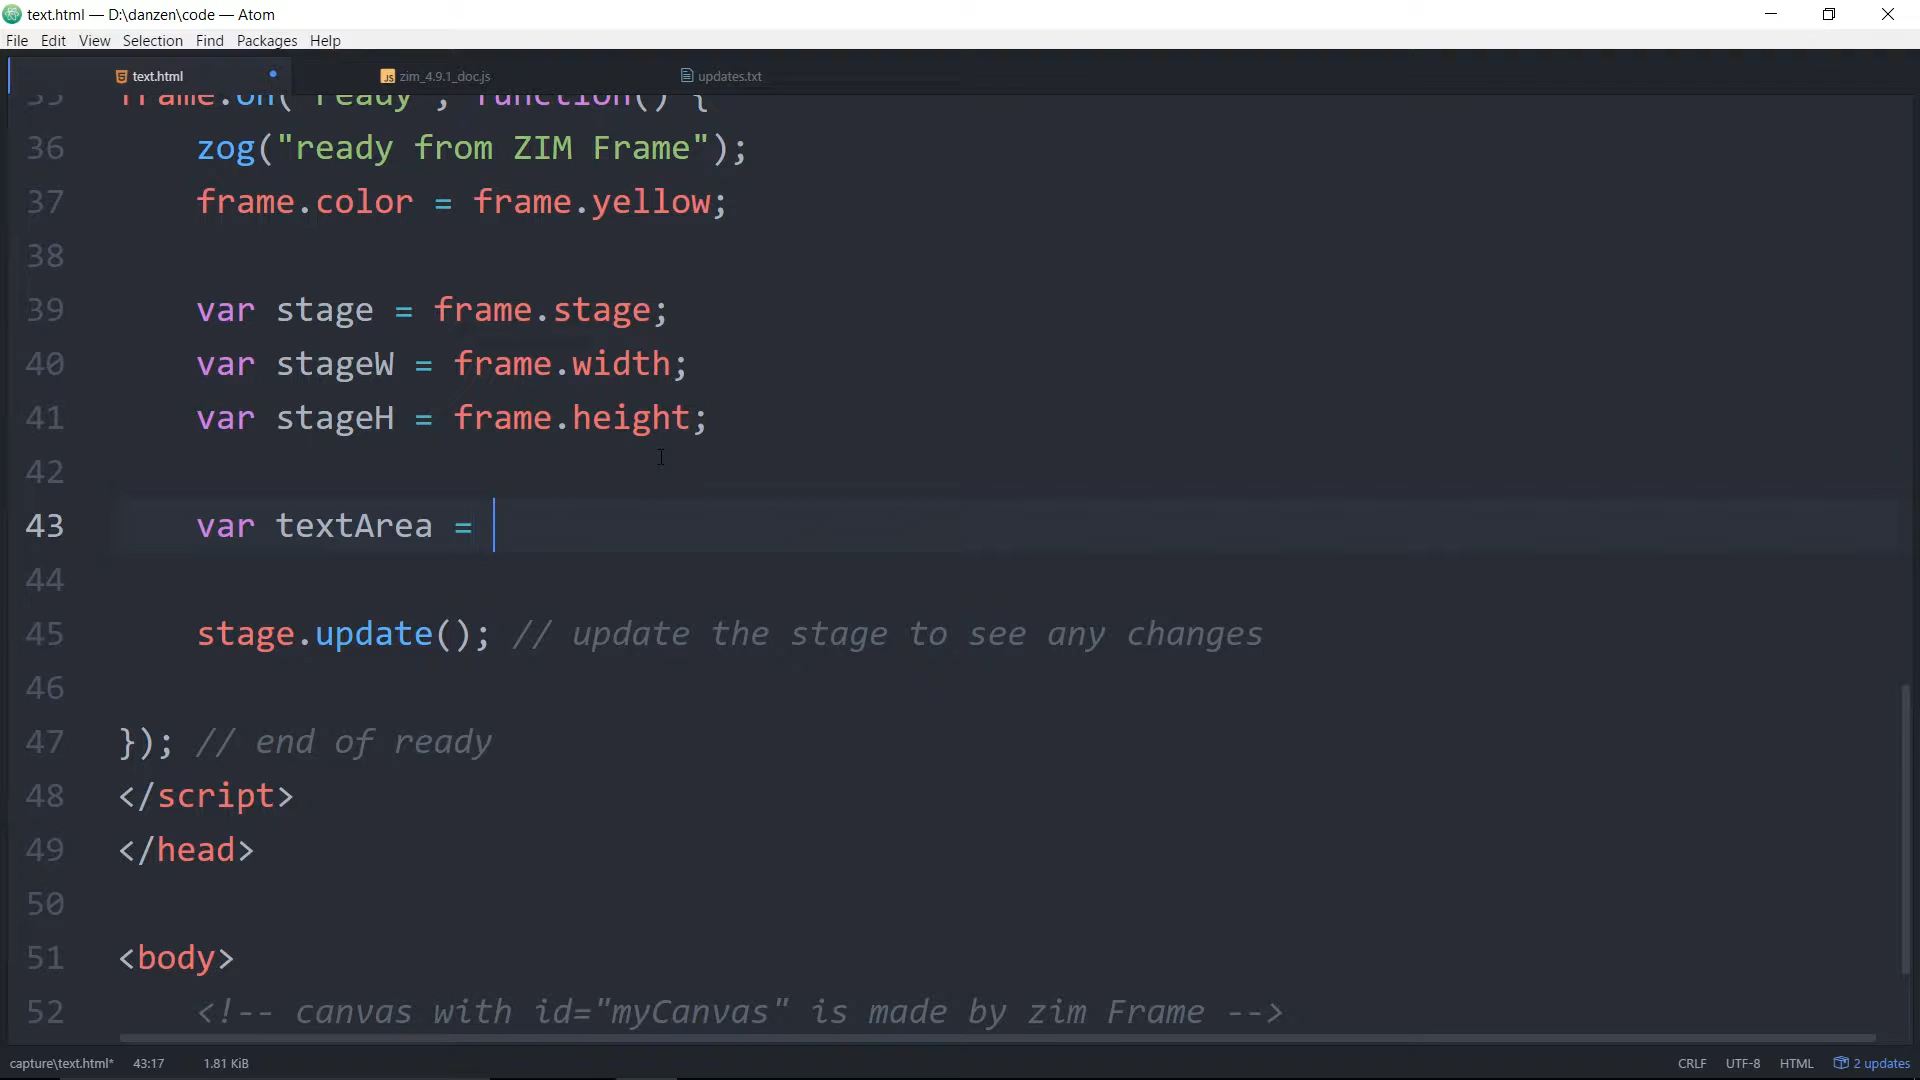 text.html — D:\danzen\code — Atom
File Edit View Selection Find Packages Help
text.html zim_4.9.1_doc.js updates.txt
35 frame.on("ready", function() {
36 zog("ready from ZIM Frame");
37 frame.color = frame.yellow;
38
39 var stage = frame.stage;
40 var stageW = frame.width;
41 var stageH = frame.height;
42
43 var textArea =
44
45 stage.update(); // update the stage to see any changes
46
47 }); // end of ready
48 </script>
49 </head>
50
51 <body>
52 <!-- canvas with id="myCanvas" is made by zim Frame -->
capture\text.html* 43:17 1.81 KiB CRLF UTF-8 HTML 2 updates